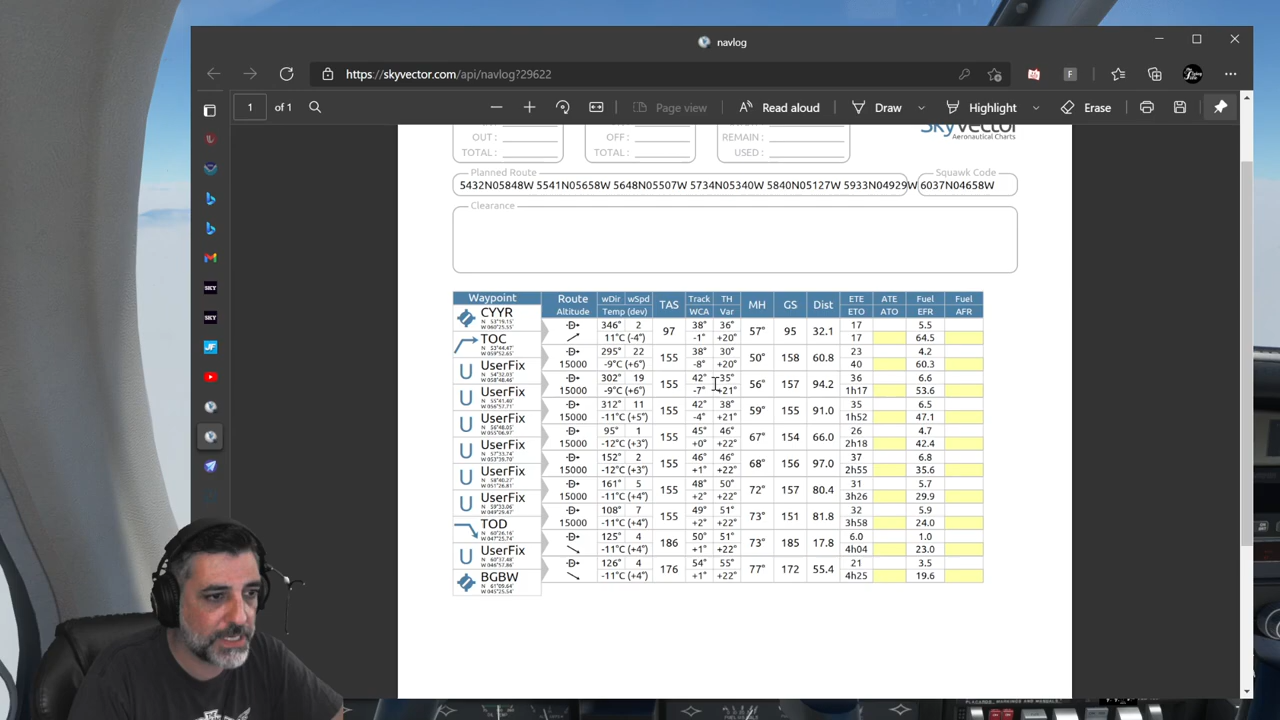 navlog
https://skyvector.com/api/navlog?29622
1 of 1
Page view
Read aloud
Draw
Highlight
Erase
OUT :
OFF :
REMAIN :
TOTAL :
TOTAL :
USED :
SkyVector
Aeronautical Charts
Planned Route
Squawk Code
5432N05848W 5541N05658W 5648N05507W 5734N05340W 5840N05127W 5933N04929W 6037N04658W
Clearance
Waypoint Route wDir wSpd TAS Track TH MH GS Dist ETE ATE Fuel Fuel
Altitude Temp (dev) WCA Var ETO ATO EFR AFR
CYYR
346° 2 97 38° 36° 57° 95 32.1 17 5.5
11°C (-4°) -1° +20° 17 64.5
TOC
295° 22 155 38° 30° 50° 158 60.8 23 4.2
15000 -9°C (+6°) -8° +20° 40 60.3
UserFix
302° 19 155 42° 35° 56° 157 94.2 36 6.6
15000 -9°C (+6°) -7° +21° 1h17 53.6
UserFix
312° 11 155 42° 38° 59° 155 91.0 35 6.5
15000 -11°C (+5°) -4° +21° 1h52 47.1
UserFix
95° 1 155 45° 46° 67° 154 66.0 26 4.7
15000 -12°C (+3°) +0° +22° 2h18 42.4
UserFix
152° 2 155 46° 46° 68° 156 97.0 37 6.8
15000 -12°C (+3°) +1° +22° 2h55 35.6
UserFix
161° 5 155 48° 50° 72° 157 80.4 31 5.7
15000 -11°C (+4°) +2° +22° 3h26 29.9
UserFix
108° 7 155 49° 51° 73° 151 81.8 32 5.9
15000 -11°C (+4°) +2° +22° 3h58 24.0
TOD
125° 4 186 50° 51° 73° 185 17.8 6.0 1.0
-11°C (+4°) +1° +22° 4h04 23.0
UserFix
126° 4 176 54° 55° 77° 172 55.4 21 3.5
-11°C (+4°) +1° +22° 4h25 19.6
BGBW